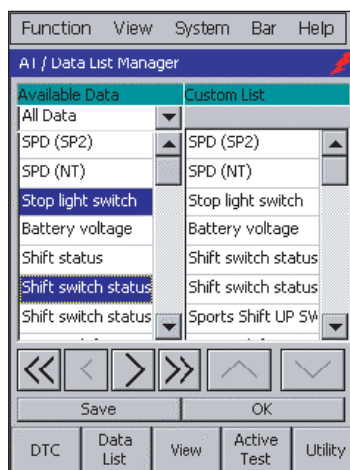 Function View System Bar Help
AT / Data List Manager
Available Data Custom List
All Data
SPD (SP2) SPD (SP2)
SPD (NT) SPD (NT)
Stop light switch Stop light switch
Battery voltage Battery voltage
Shift status Shift switch status
Shift switch status Shift switch status
Shift switch status Sports Shift UP SW
Save OK
DTC Data List View Active Test Utility